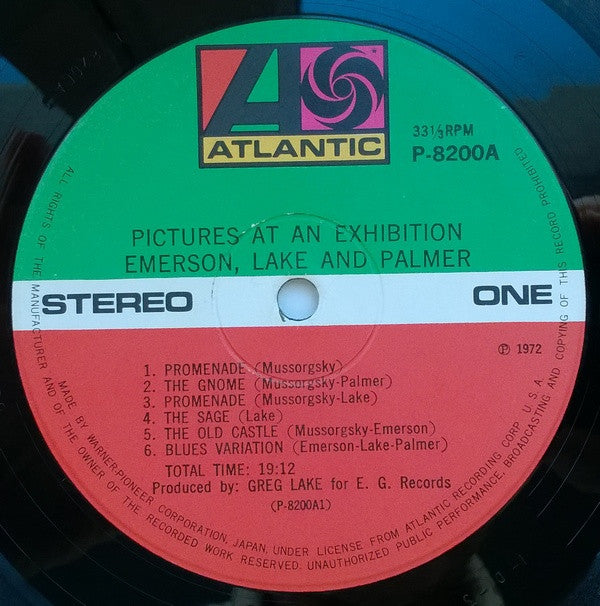 ATLANTIC
33 1/3 RPM
P-8200A
PICTURES AT AN EXHIBITION
EMERSON, LAKE AND PALMER
STEREO
ONE
℗ 1972
1. PROMENADE (Mussorgsky)
2. THE GNOME (Mussorgsky-Palmer)
3. PROMENADE (Mussorgsky-Lake)
4. THE SAGE (Lake)
5. THE OLD CASTLE (Mussorgsky-Emerson)
6. BLUES VARIATION (Emerson-Lake-Palmer)
TOTAL TIME: 19:12
Produced by: GREG LAKE for E. G. Records
(P-8200A1)
MADE BY WARNER-PIONEER CORPORATION, JAPAN, UNDER LICENSE FROM ATLANTIC RECORDING CORP. U.S.A.
ALL RIGHTS OF THE MANUFACTURER AND OF THE OWNER OF THE RECORDED WORK RESERVED. UNAUTHORIZED PUBLIC PERFORMANCE, BROADCASTING AND COPYING OF THIS RECORD PROHIBITED